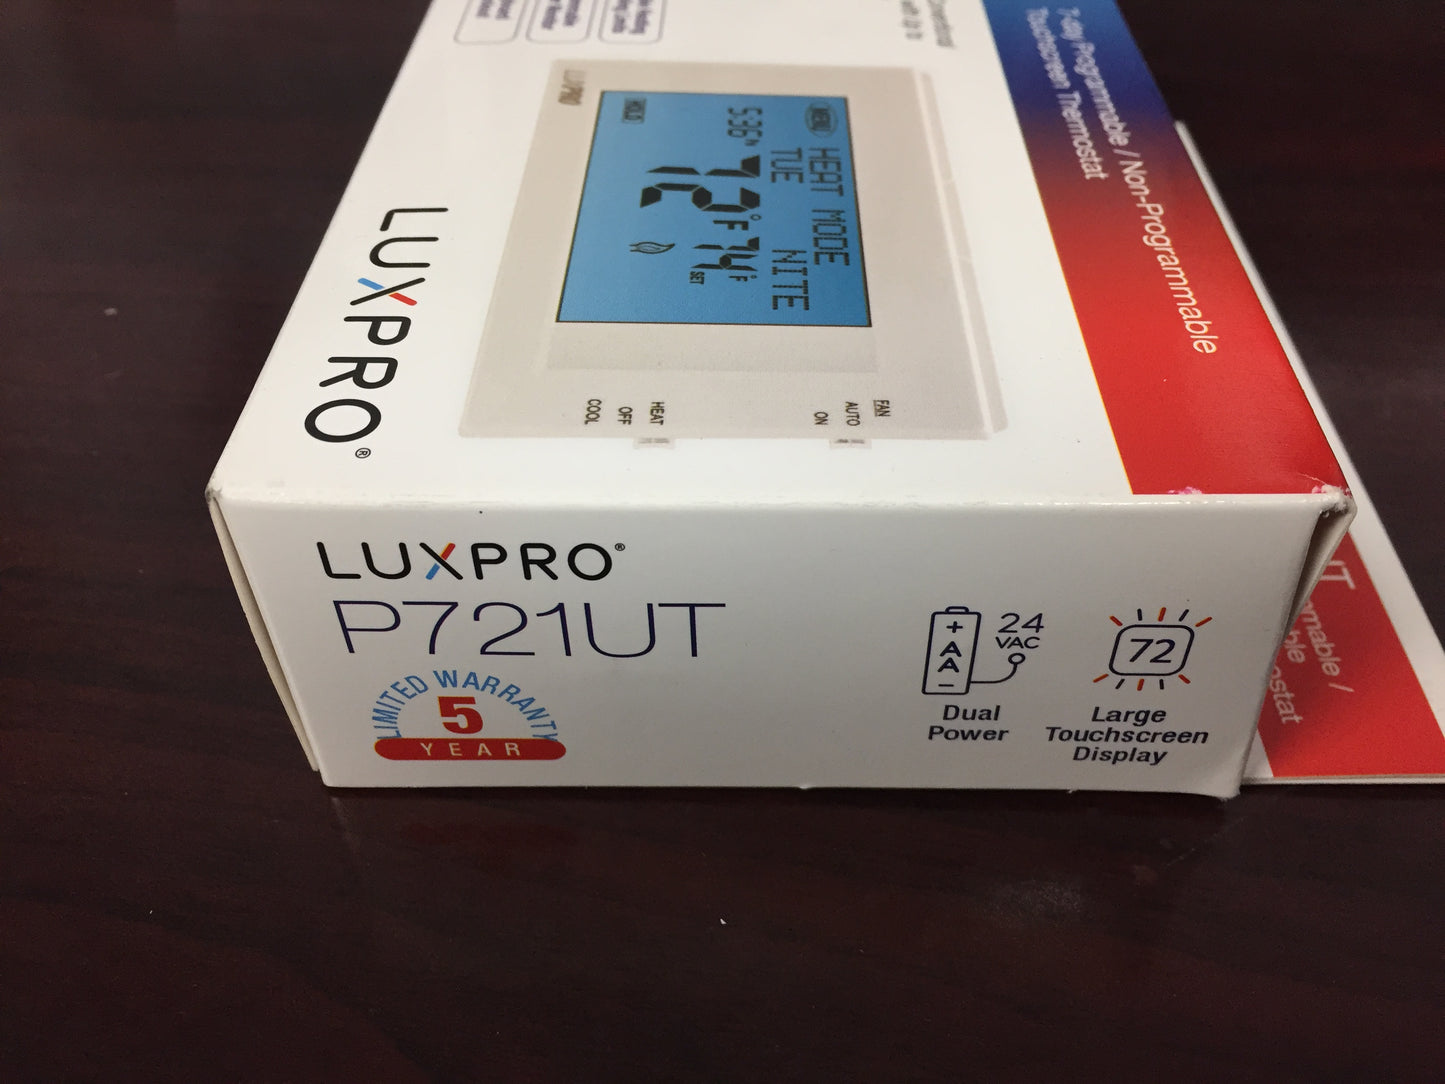 7-day Programmable / Non-Programmable
Touchscreen Thermostat
LUXPRO
MENU
HEAT MODE
TUE NITE
5:36
72°F 74°F
SET
HOLD
FAN
AUTO
ON
HEAT
OFF
COOL
LUXPRO®
LUXPRO®
P721UT
LIMITED WARRANTY
5
YEAR
+
A
A
–
24
VAC
Dual
Power
72
Large
Touchscreen
Display